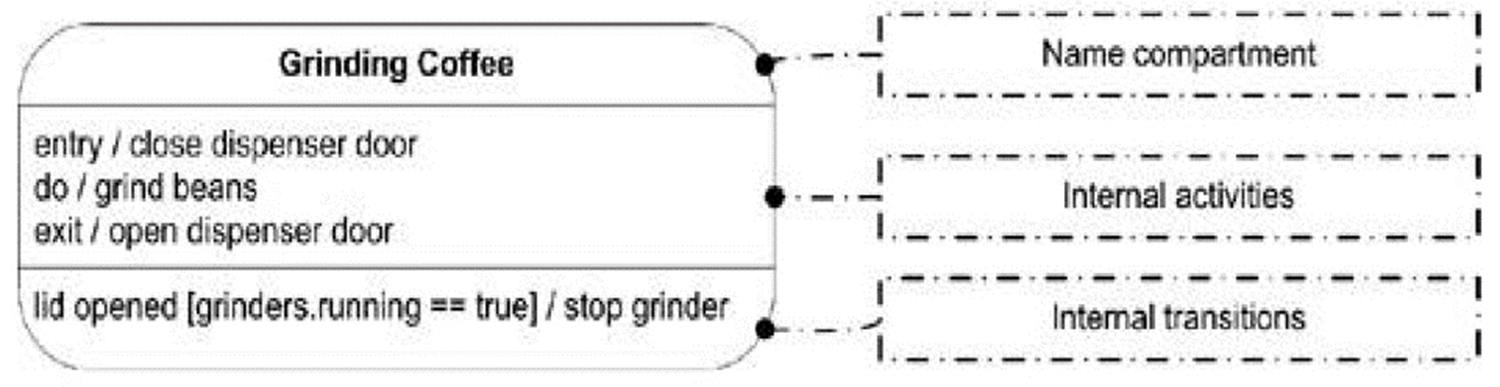 Grinding Coffee
Name compartment
entry / close dispenser door
do / grind beans
exit / open dispenser door
Internal activities
lid opened [grinders.running == true] / stop grinder
Internal transitions